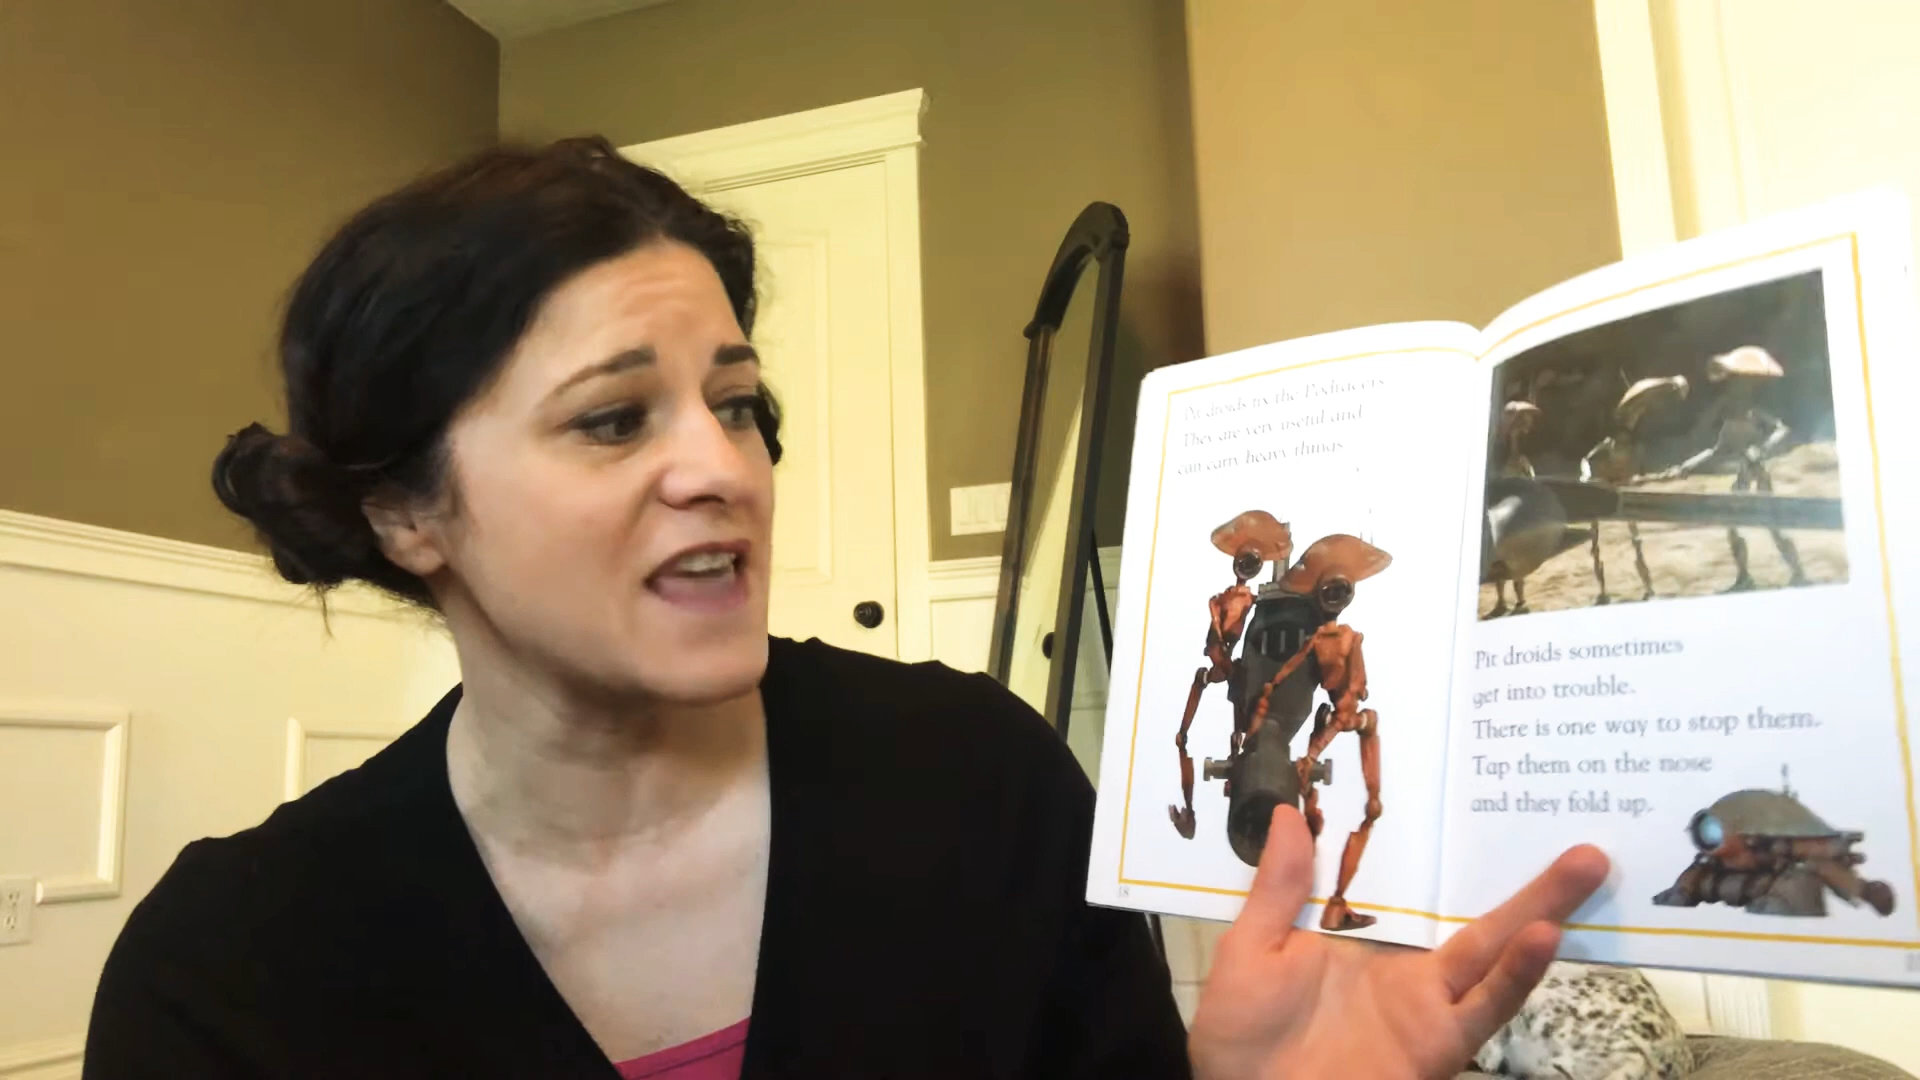 Pit droids fix the Podracers.
They are very useful and
can carry heavy things.
18
Pit droids sometimes
get into trouble.
There is one way to stop them.
Tap them on the nose
and they fold up.